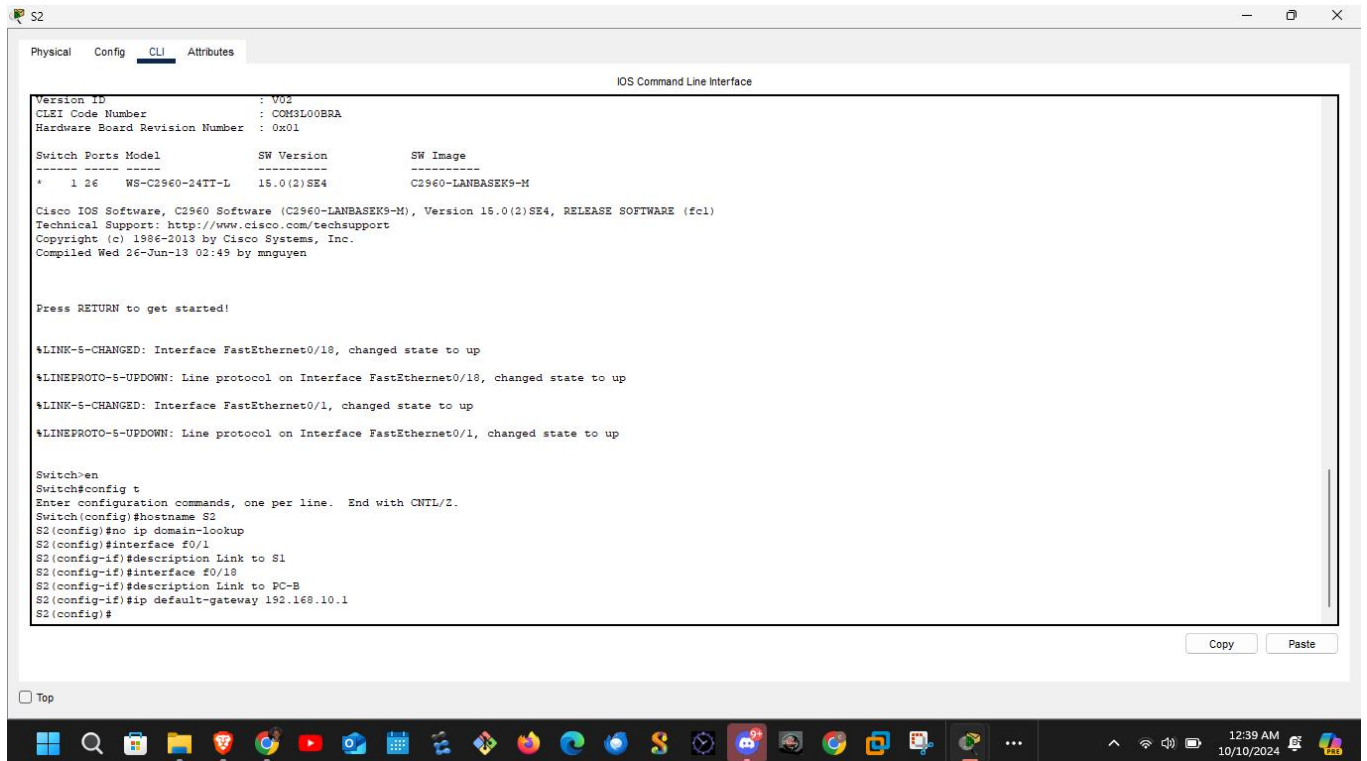 S2
Physical Config CLI Attributes
IOS Command Line Interface
Version ID : V02
CLEI Code Number : COM3L00BRA
Hardware Board Revision Number : 0x01
Switch Ports Model SW Version SW Image
------ ----- ----- ---------- ----------
* 1 26 WS-C2960-24TT-L 15.0(2)SE4 C2960-LANBASEK9-M
Cisco IOS Software, C2960 Software (C2960-LANBASEK9-M), Version 15.0(2)SE4, RELEASE SOFTWARE (fc1)
Technical Support: http://www.cisco.com/techsupport
Copyright (c) 1986-2013 by Cisco Systems, Inc.
Compiled Wed 26-Jun-13 02:49 by mnguyen
Press RETURN to get started!
%LINK-5-CHANGED: Interface FastEthernet0/18, changed state to up
%LINEPROTO-5-UPDOWN: Line protocol on Interface FastEthernet0/18, changed state to up
%LINK-5-CHANGED: Interface FastEthernet0/1, changed state to up
%LINEPROTO-5-UPDOWN: Line protocol on Interface FastEthernet0/1, changed state to up
Switch>en
Switch#config t
Enter configuration commands, one per line. End with CNTL/Z.
Switch(config)#hostname S2
S2(config)#no ip domain-lookup
S2(config)#interface f0/1
S2(config-if)#description Link to S1
S2(config-if)#interface f0/18
S2(config-if)#description Link to PC-B
S2(config-if)#ip default-gateway 192.168.10.1
S2(config)#
Copy Paste
Top
9+
12:39 AM
10/10/2024
PRE